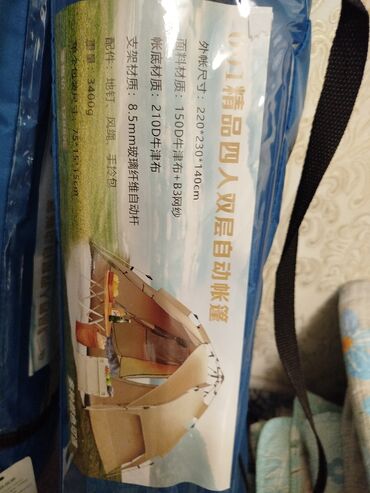 精品四人双层自动帐篷
外帐尺寸：220*230*140cm
面料材质：150D牛津布+B3网纱
帐底材质：210D牛津布
支架材质：8.5mm玻璃纤维自动杆
配件：地钉、风绳、手拎包
重量：3400g